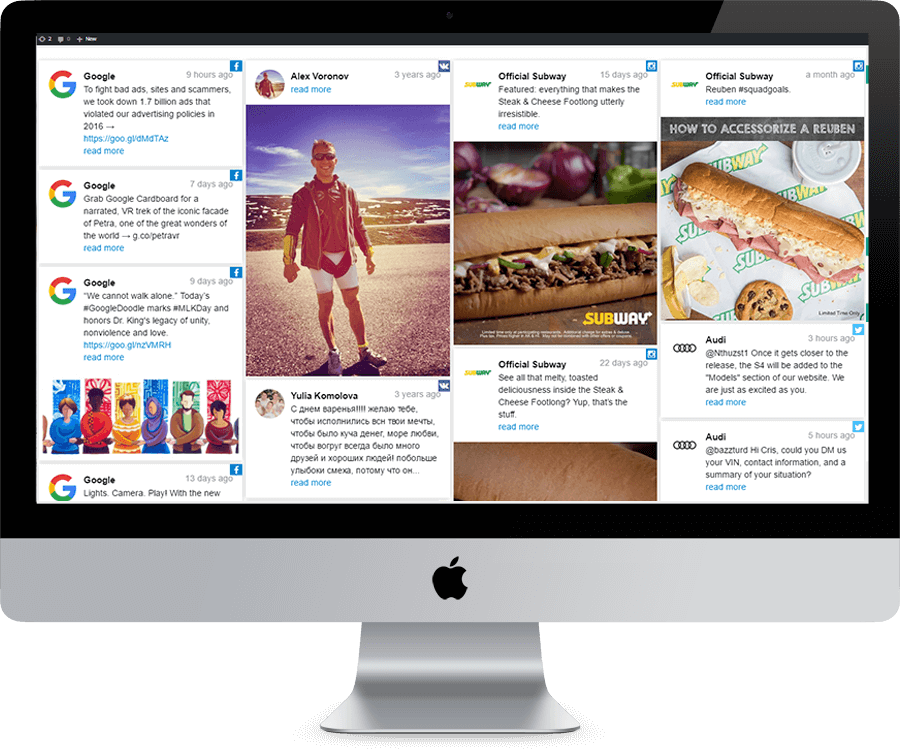 2 0 + New
Google
9 hours ago
To fight bad ads, sites and scammers,
we took down 1.7 billion ads that
violated our advertising policies in
2016 →
https://goo.gl/dMdTAz
read more
Google
7 days ago
Grab Google Cardboard for a
narrated, VR trek of the iconic facade
of Petra, one of the great wonders of
the world → g.co/petravr
read more
Google
9 days ago
"We cannot walk alone." Today's
#GoogleDoodle marks #MLKDay and
honors Dr. King's legacy of unity,
nonviolence and love.
https://goo.gl/nzVMRH
read more
Google
13 days ago
Lights. Camera. Play! With the new
Alex Voronov
3 years ago
read more
Yulia Komolova
3 years ago
С днем варенья!!!! желаю тебе,
чтобы исполнились всн твои мечты,
чтобы было куча денег, море любви,
чтобы вогруг всегда было много
друзей и хороших людей! побольше
улыбоки смеха, потому что он...
read more
SUBWAY
Official Subway
15 days ago
Featured: everything that makes the
Steak & Cheese Footlong utterly
irresistible.
read more
SUBWAY
SUBWAY
Official Subway
22 days ago
See all that melty, toasted
deliciousness inside the Steak &
Cheese Footlong? Yup, that's the
stuff.
read more
SUBWAY
Official Subway
a month ago
Reuben #squadgoals.
read more
HOW TO ACCESSORIZE A REUBEN
SUBWAY
Limited Time Only
Audi
3 hours ago
@Nthuzst1 Once it gets closer to the
release, the S4 will be added to the
"Models" section of our website. We
are just as excited as you.
read more
Audi
5 hours ago
@bazzturd Hi Cris, could you DM us
your VIN, contact information, and a
summary of your situation?
read more